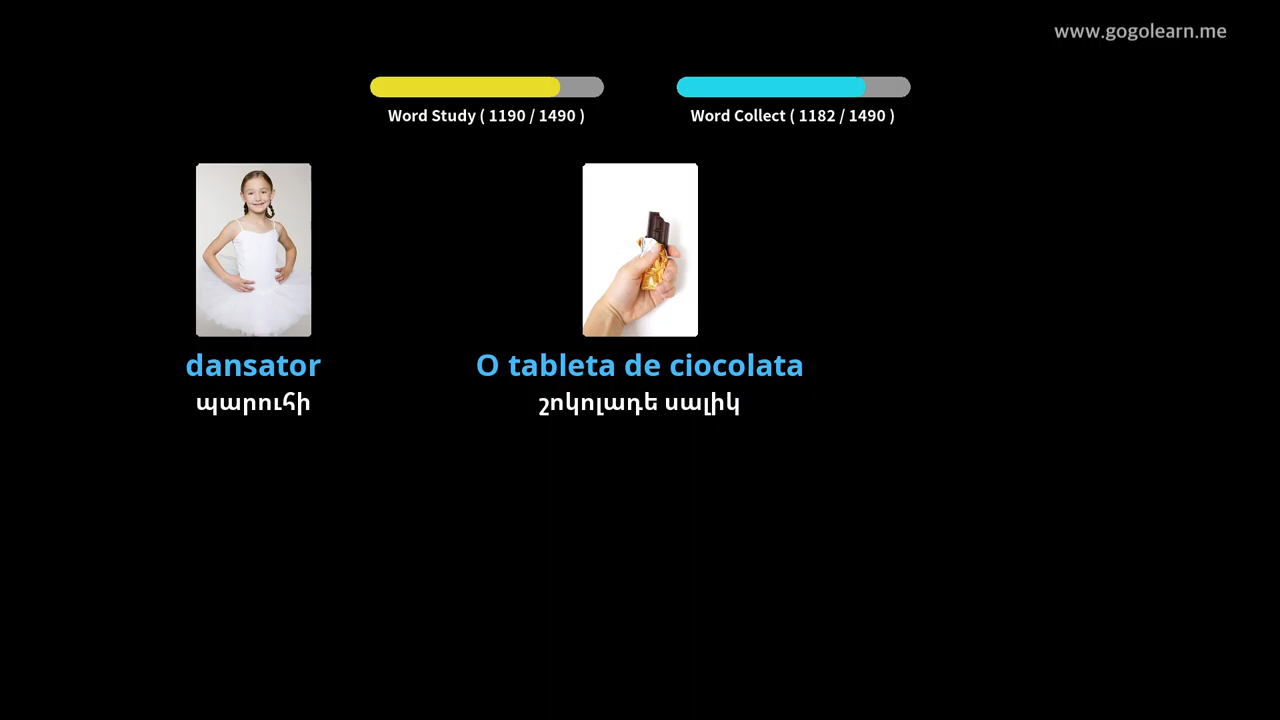 www.gogolearn.me
Word Study ( 1190 / 1490 )
Word Collect ( 1182 / 1490 )
dansator
պարուհի
O tableta de ciocolata
շոկոլադե սալիկ